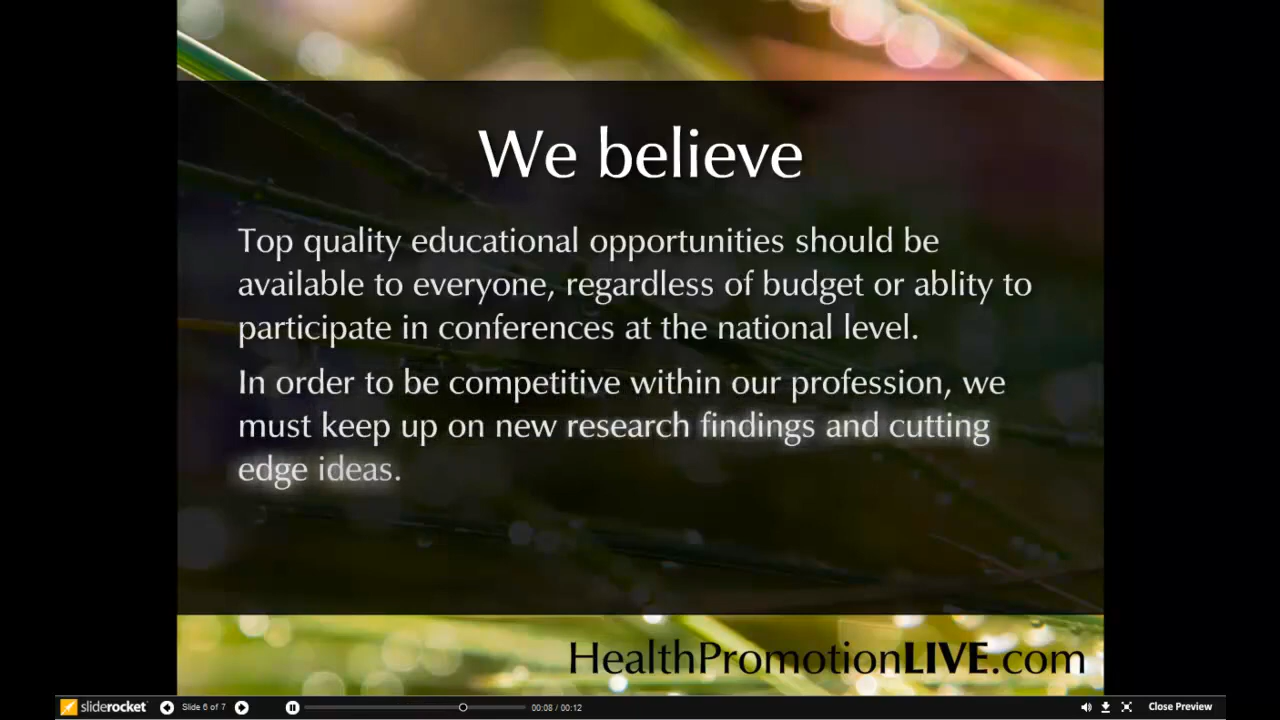 We believe
Top quality educational opportunities should be
available to everyone, regardless of budget or ablity to
participate in conferences at the national level.
In order to be competitive within our profession, we
must keep up on new research findings and cutting
edge ideas.
HealthPromotionLIVE.com
sliderocket
Slide 6 of 7
00:08 / 00:12
Close Preview